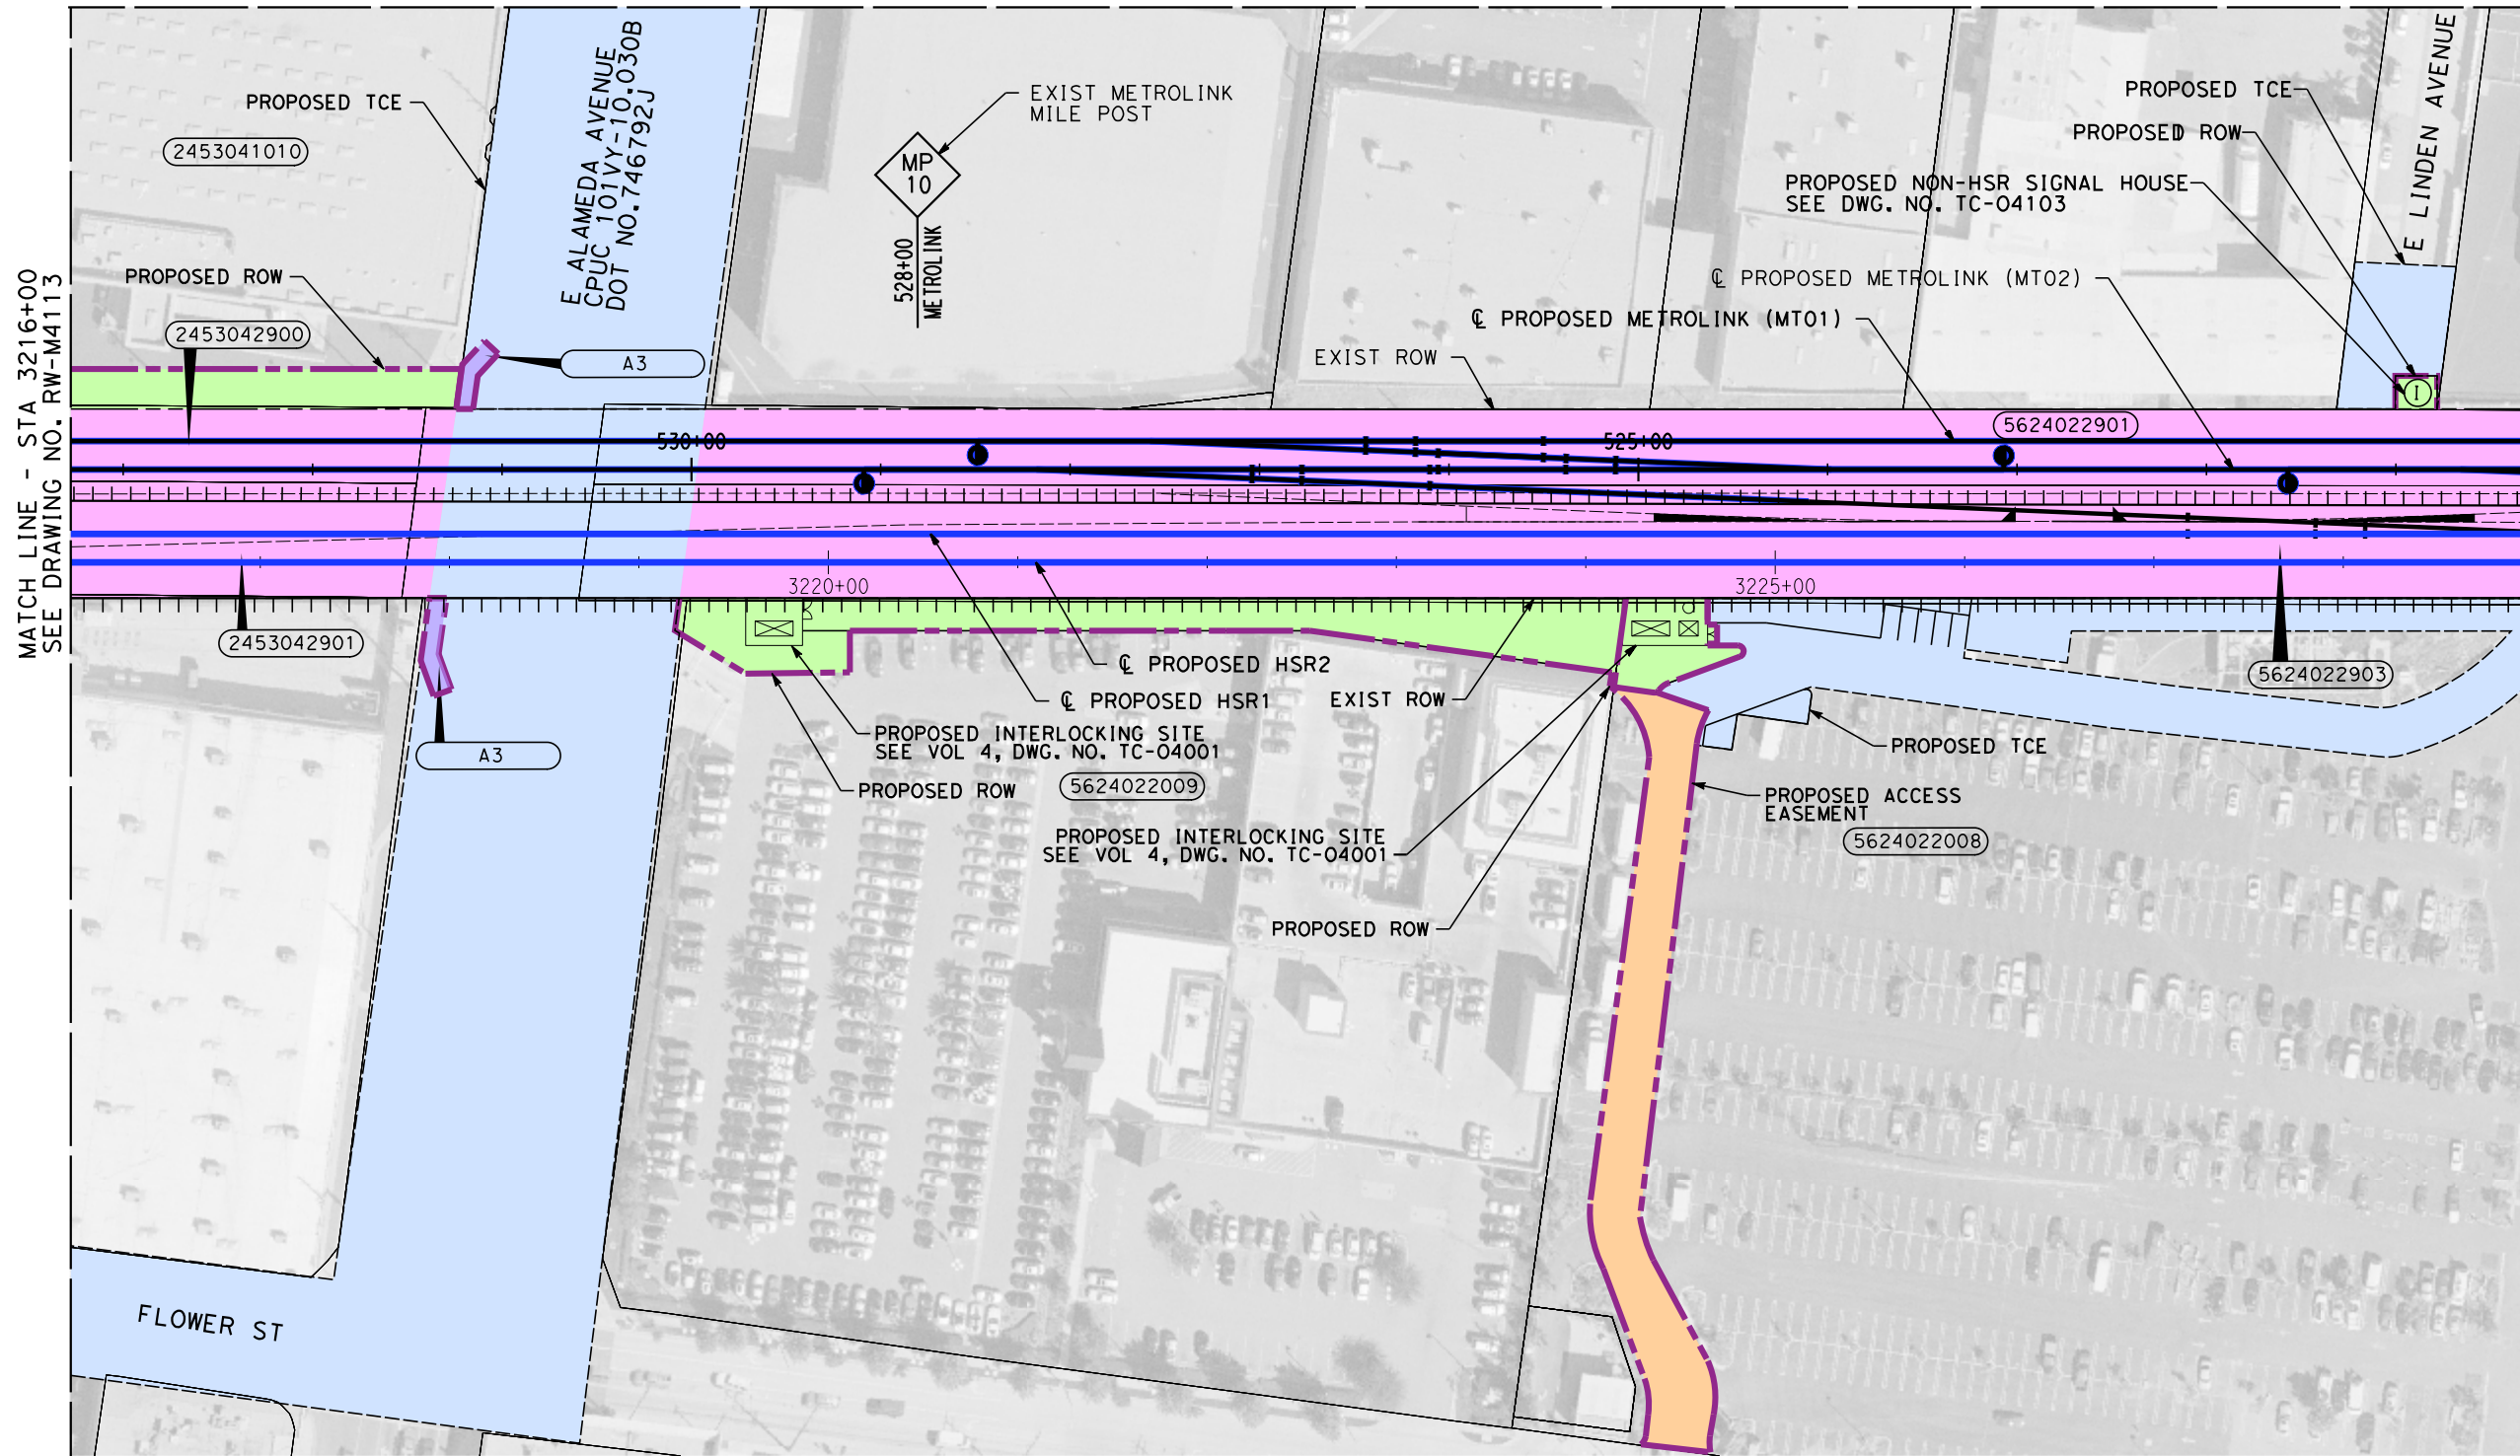 MATCH LINE - STA 3216+00
SEE DRAWING NO. RW-M4113
PROPOSED TCE
2453041010
PROPOSED ROW
2453042900
E ALAMEDA AVENUE
CPUC 101VY-10.030B
DOT NO.746792J
A3
MP
10
528+00
METROLINK
EXIST METROLINK
MILE POST
PROPOSED TCE
PROPOSED ROW
PROPOSED NON-HSR SIGNAL HOUSE
SEE DWG. NO. TC-04103
E LINDEN AVENUE
℄ PROPOSED METROLINK (MT02)
℄ PROPOSED METROLINK (MT01)
EXIST ROW
I
5624022901
530+00
525+00
3220+00
3225+00
2453042901
A3
℄ PROPOSED HSR2
℄ PROPOSED HSR1
EXIST ROW
PROPOSED INTERLOCKING SITE
SEE VOL 4, DWG. NO. TC-04001
PROPOSED ROW
5624022009
PROPOSED INTERLOCKING SITE
SEE VOL 4, DWG. NO. TC-04001
PROPOSED ROW
5624022903
PROPOSED TCE
PROPOSED ACCESS
EASEMENT
5624022008
FLOWER ST